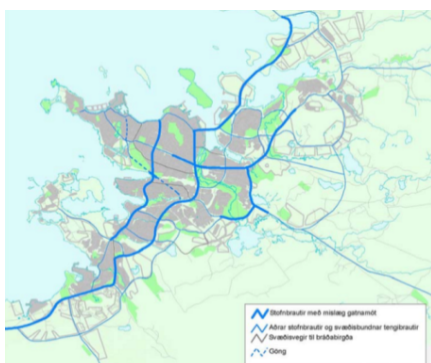 Stofnbrautir með mislæg gatnamót
Aðrar stofnbrautir og svæðisbundnar tengibrautir
Svæðisvegir til bráðabirgða
Göng